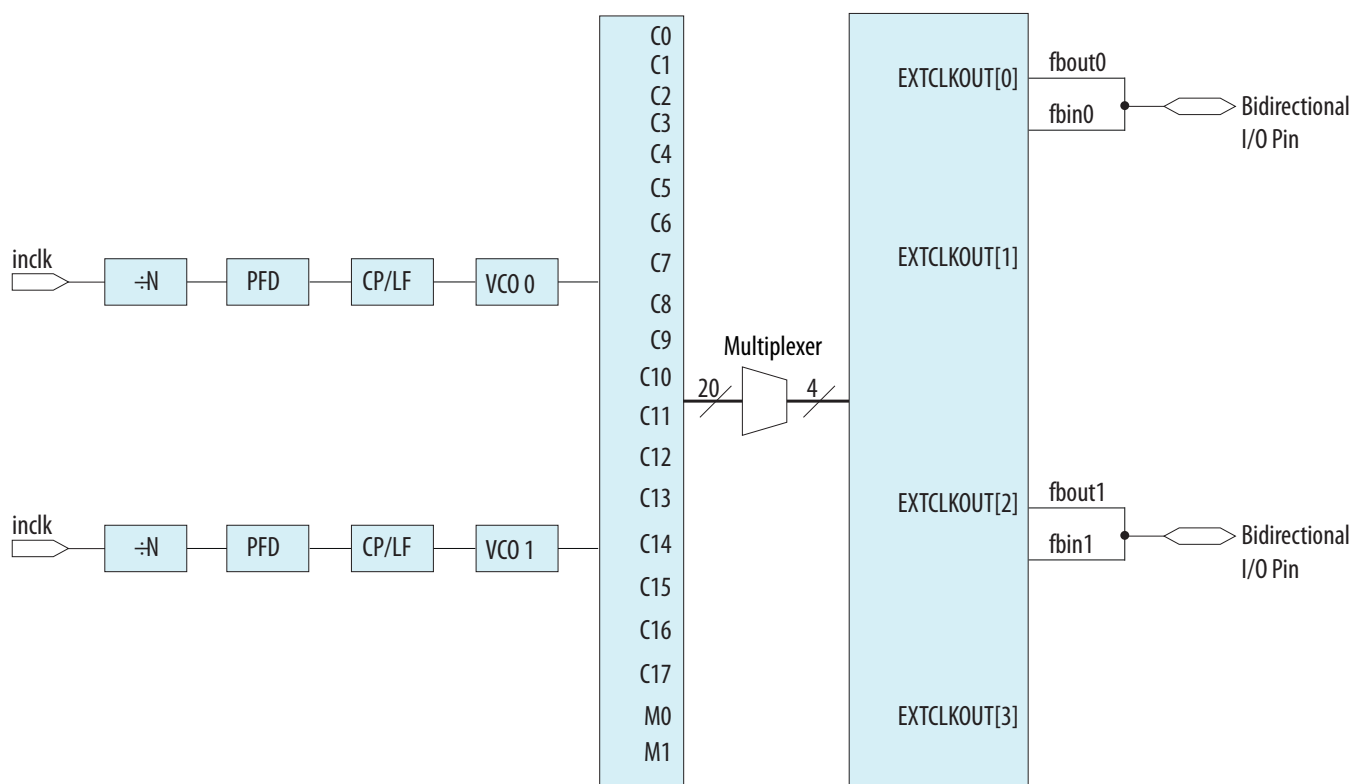 inclk
÷N
PFD
CP/LF
VCO 0
inclk
÷N
PFD
CP/LF
VCO 1
C0
C1
C2
C3
C4
C5
C6
C7
C8
C9
C10
C11
C12
C13
C14
C15
C16
C17
M0
M1
Multiplexer
20
4
EXTCLKOUT[0]
EXTCLKOUT[1]
EXTCLKOUT[2]
EXTCLKOUT[3]
fbout0
fbin0
Bidirectional
I/O Pin
fbout1
fbin1
Bidirectional
I/O Pin